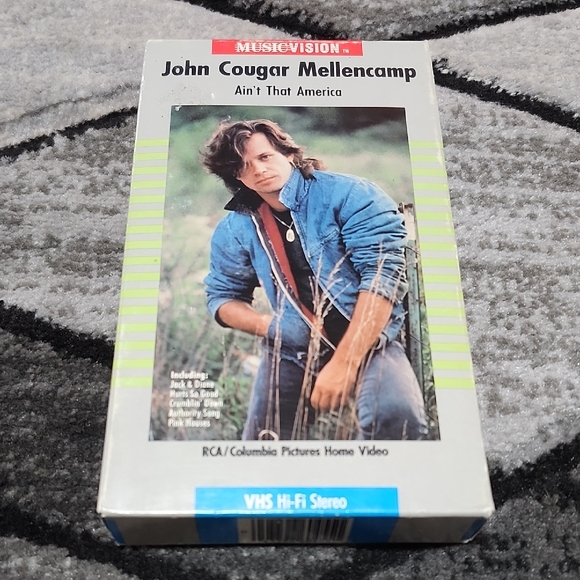 MUSICVISION TM
John Cougar Mellencamp
Ain't That America
Including:
Jack & Diane
Hurts So Good
Crumblin' Down
Authority Song
Pink Houses
RCA/Columbia Pictures Home Video
VHS Hi-Fi Stereo